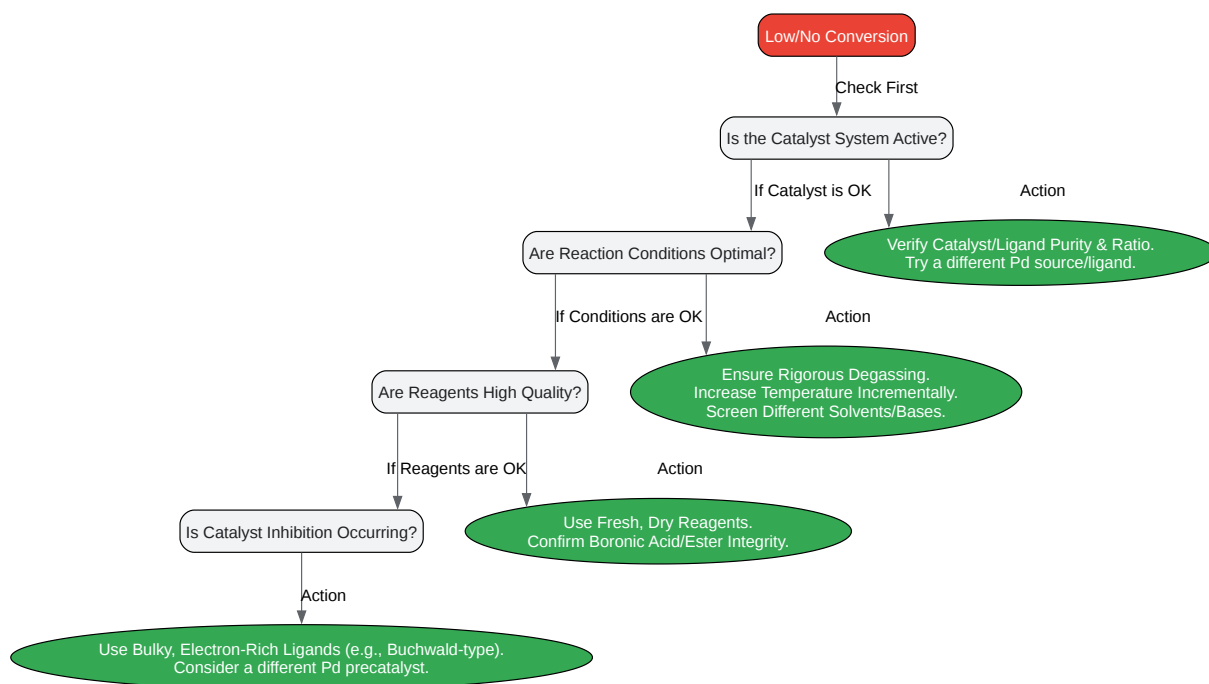 Low/No Conversion
Check First
Is the Catalyst System Active?
If Catalyst is OK
Action
Verify Catalyst/Ligand Purity & Ratio.
Try a different Pd source/ligand.
Are Reaction Conditions Optimal?
If Conditions are OK
Action
Ensure Rigorous Degassing.
Increase Temperature Incrementally.
Screen Different Solvents/Bases.
Are Reagents High Quality?
If Reagents are OK
Action
Use Fresh, Dry Reagents.
Confirm Boronic Acid/Ester Integrity.
Is Catalyst Inhibition Occurring?
Action
Use Bulky, Electron-Rich Ligands (e.g., Buchwald-type).
Consider a different Pd precatalyst.